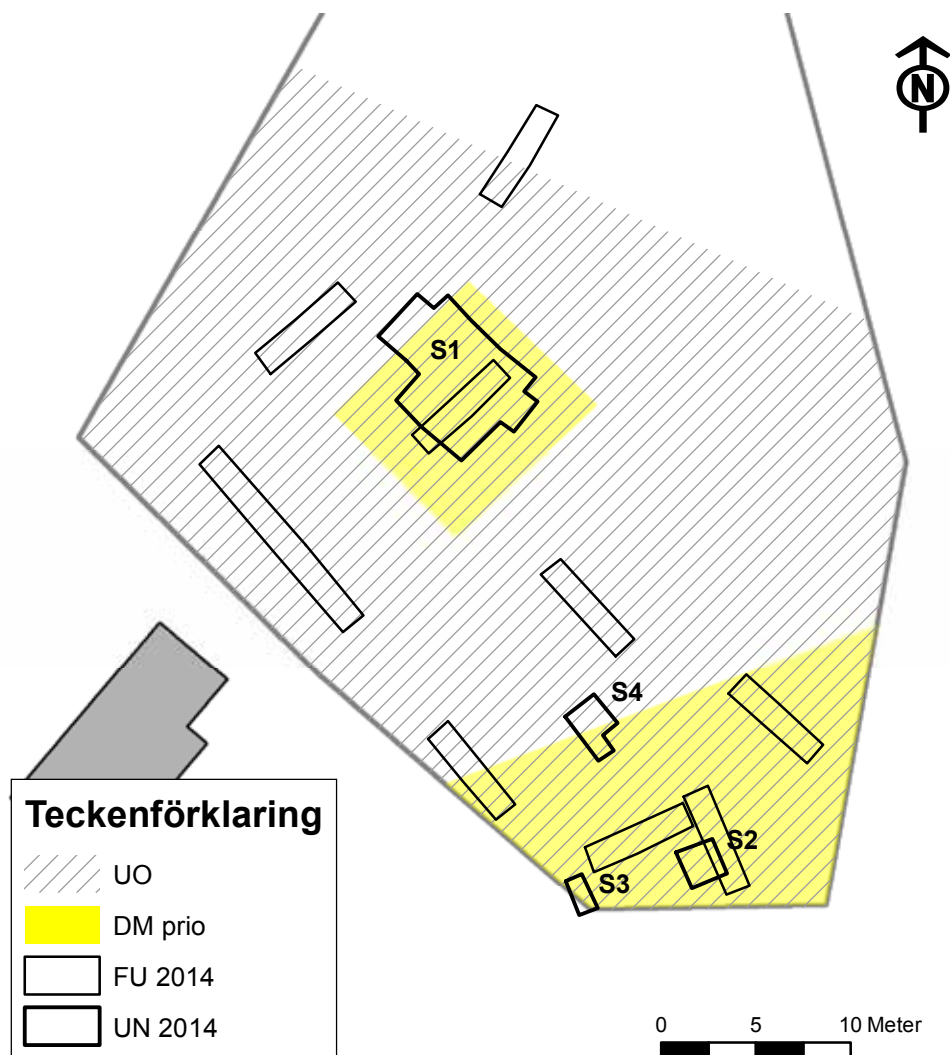 N
S1
S4
S2
S3
Teckenförklaring
UO
DM prio
FU 2014
UN 2014
0 5 10 Meter